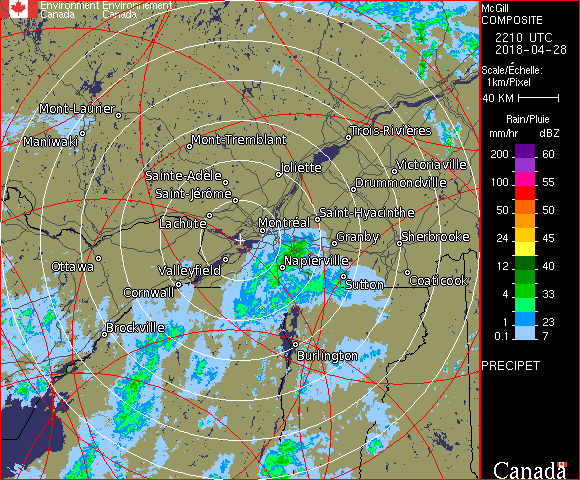 Environment Environnement
Canada Canada
McGill
COMPOSITE
2210 UTC
2018-04-28
Scale/Échelle:
1km/Pixel
40 KM
Rain/Pluie
mm/hr dBZ
200 60
100 55
50 50
24 45
12 40
4 33
1 23
0.1 7
PRECIPET
Canada
Mont-Laurier
Maniwaki
Mont-Tremblant
Trois-Rivières
Joliette
Victoriaville
Sainte-Adèle
Drummondville
Saint-Jérôme
Lachute
Saint-Hyacinthe
Montréal
Granby
Sherbrooke
Ottawa
Valleyfield
Napierville
Coaticook
Cornwall
Sutton
Brockville
Burlington